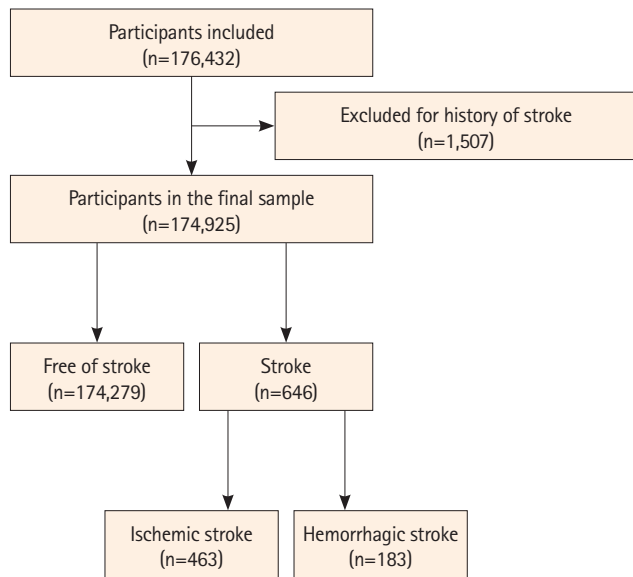 Participants included
(n=176,432)
Excluded for history of stroke
(n=1,507)
Participants in the final sample
(n=174,925)
Free of stroke
(n=174,279)
Stroke
(n=646)
Ischemic stroke
(n=463)
Hemorrhagic stroke
(n=183)